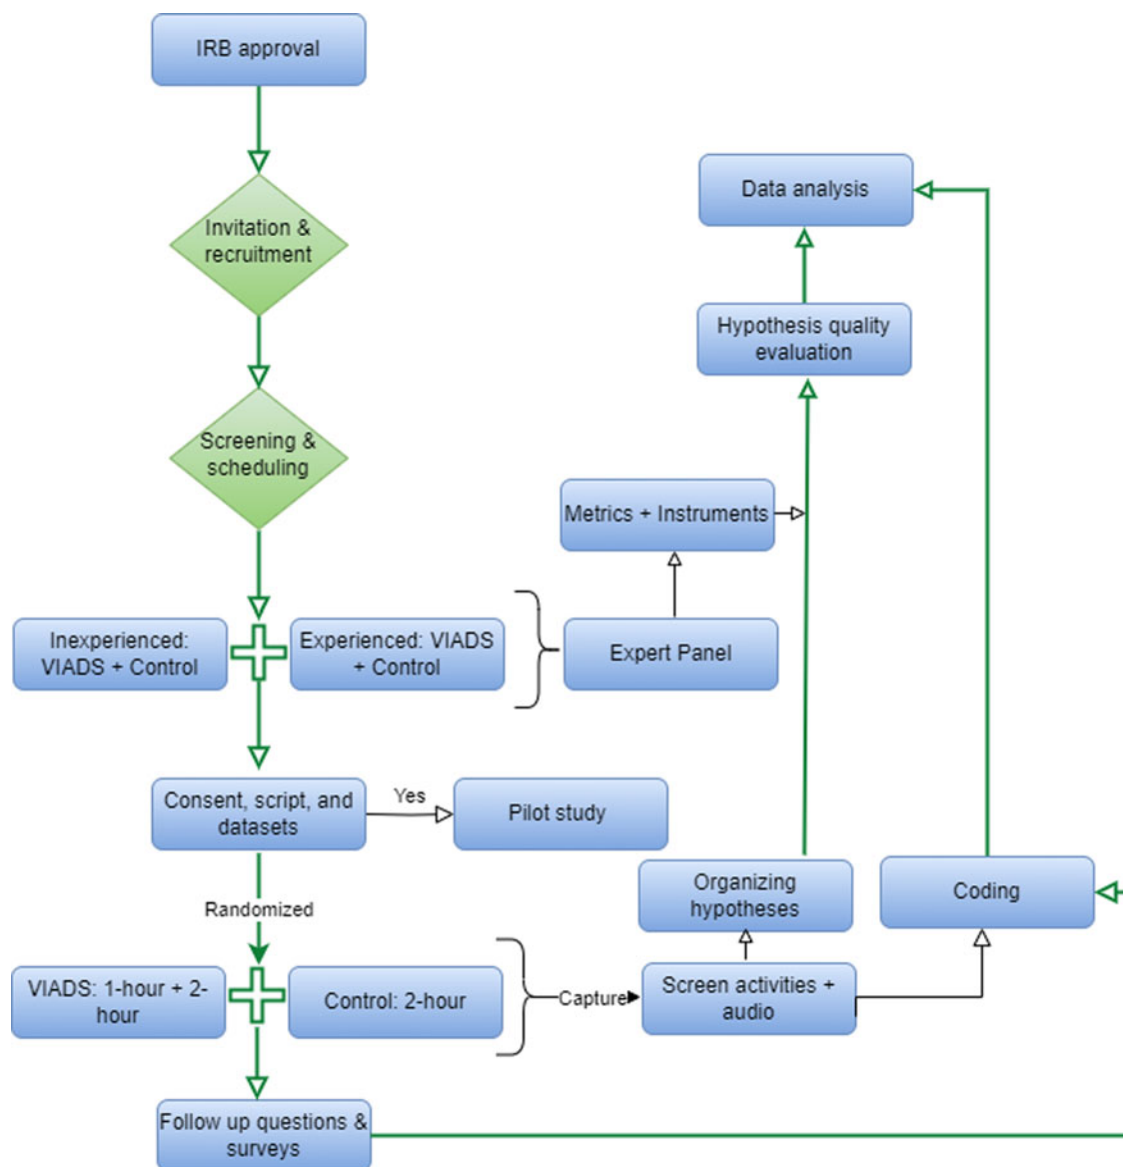 IRB approval
Invitation &
recruitment
Screening &
scheduling
Data analysis
Hypothesis quality
evaluation
Metrics + Instruments
Inexperienced:
VIADS + Control
Experienced: VIADS
+ Control
Expert Panel
Consent, script, and
datasets
Yes
Pilot study
Randomized
Organizing
hypotheses
Coding
VIADS: 1-hour + 2-
hour
Control: 2-hour
Capture
Screen activities +
audio
Follow up questions &
surveys